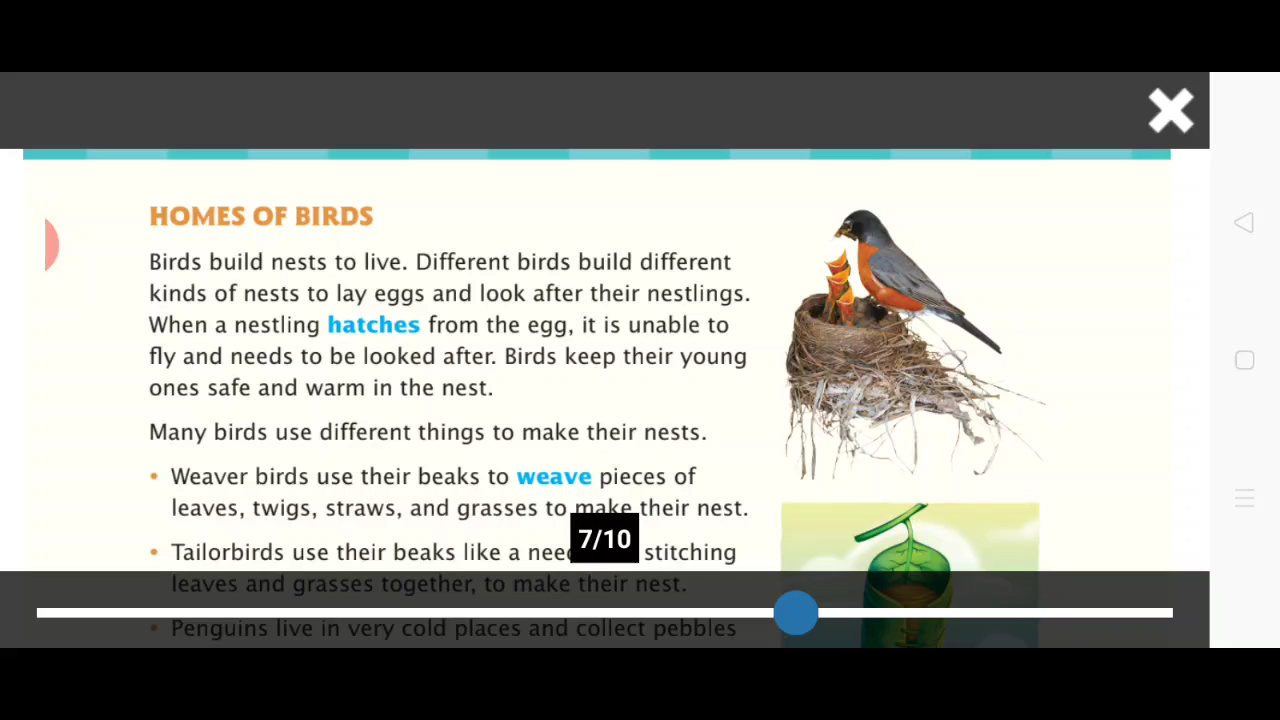 HOMES OF BIRDS
Birds build nests to live. Different birds build different
kinds of nests to lay eggs and look after their nestlings.
When a nestling hatches from the egg, it is unable to
fly and needs to be looked after. Birds keep their young
ones safe and warm in the nest.
Many birds use different things to make their nests.
• Weaver birds use their beaks to weave pieces of
leaves, twigs, straws, and grasses to make their nest.
7/10
• Tailorbirds use their beaks like a stitching
leaves and grasses together, to make their nest.
• Penguins live in very cold places and collect pebbles